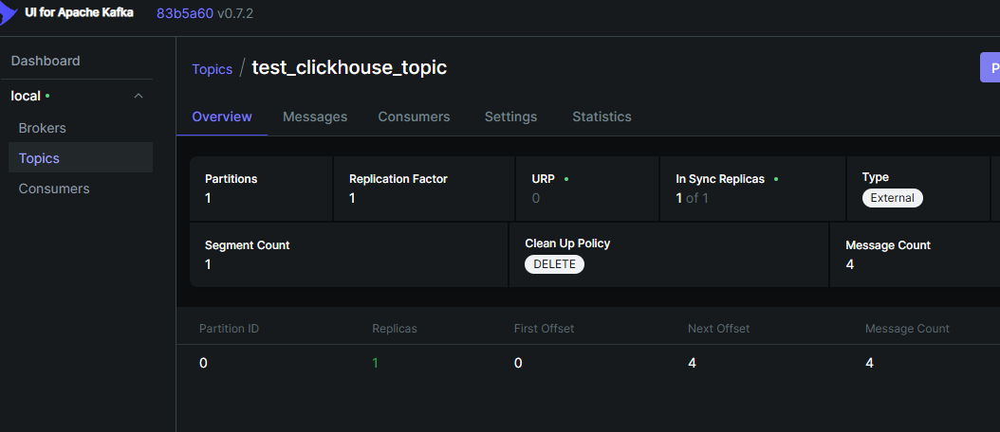 UI for Apache Kafka 83b5a60 v0.7.2
Dashboard
local
Brokers
Topics
Consumers
Topics / test_clickhouse_topic
P
Overview Messages Consumers Settings Statistics
Partitions Replication Factor URP In Sync Replicas Type
1 1 0 1 of 1 External
Segment Count Clean Up Policy Message Count
1 DELETE 4
Partition ID Replicas First Offset Next Offset Message Count
0 1 0 4 4